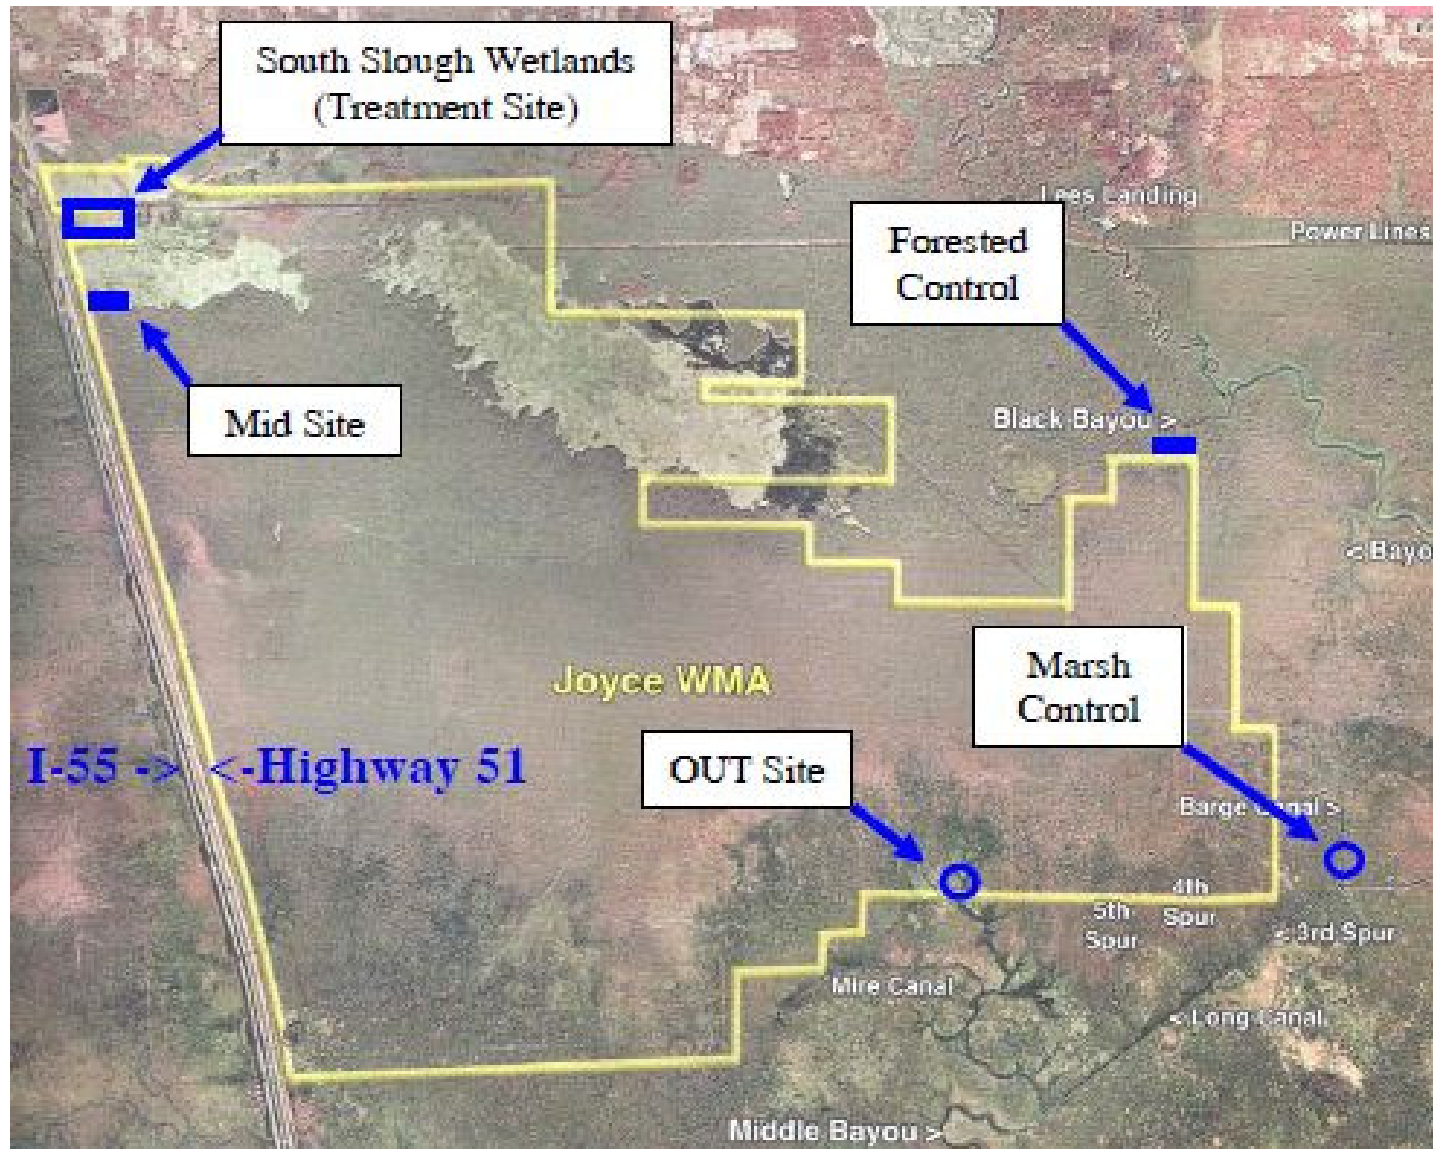 South Slough Wetlands
(Treatment Site)
Lees Landing
Power Lines
Forested
Control
Mid Site
Black Bayou >
< Bayo
Joyce WMA
Marsh
Control
I-55 -> <-Highway 51
OUT Site
Barge Canal >
4th
Spur
5th
Spur
< 3rd Spur
Mire Canal
< Long Canal
Middle Bayou >